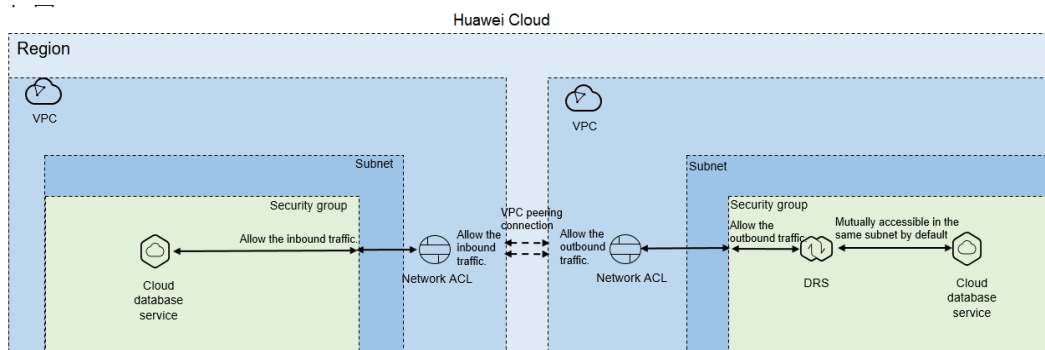 Huawei Cloud
Region
VPC
VPC
Subnet
Subnet
Security group
Security group
VPC peering
connection
Allow the inbound traffic.
Allow the
inbound
traffic.
Allow the
outbound
traffic.
Allow the
outbound traffic.
Mutually accessible in the
same subnet by default
Network ACL
Network ACL
DRS
Cloud
database
service
Cloud
database
service